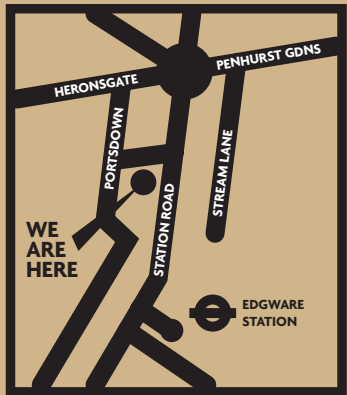 HERONSGATE
PENHURST GDNS
PORTSDOWN
STREAM LANE
STATION ROAD
WE
ARE
HERE
EDGWARE
STATION